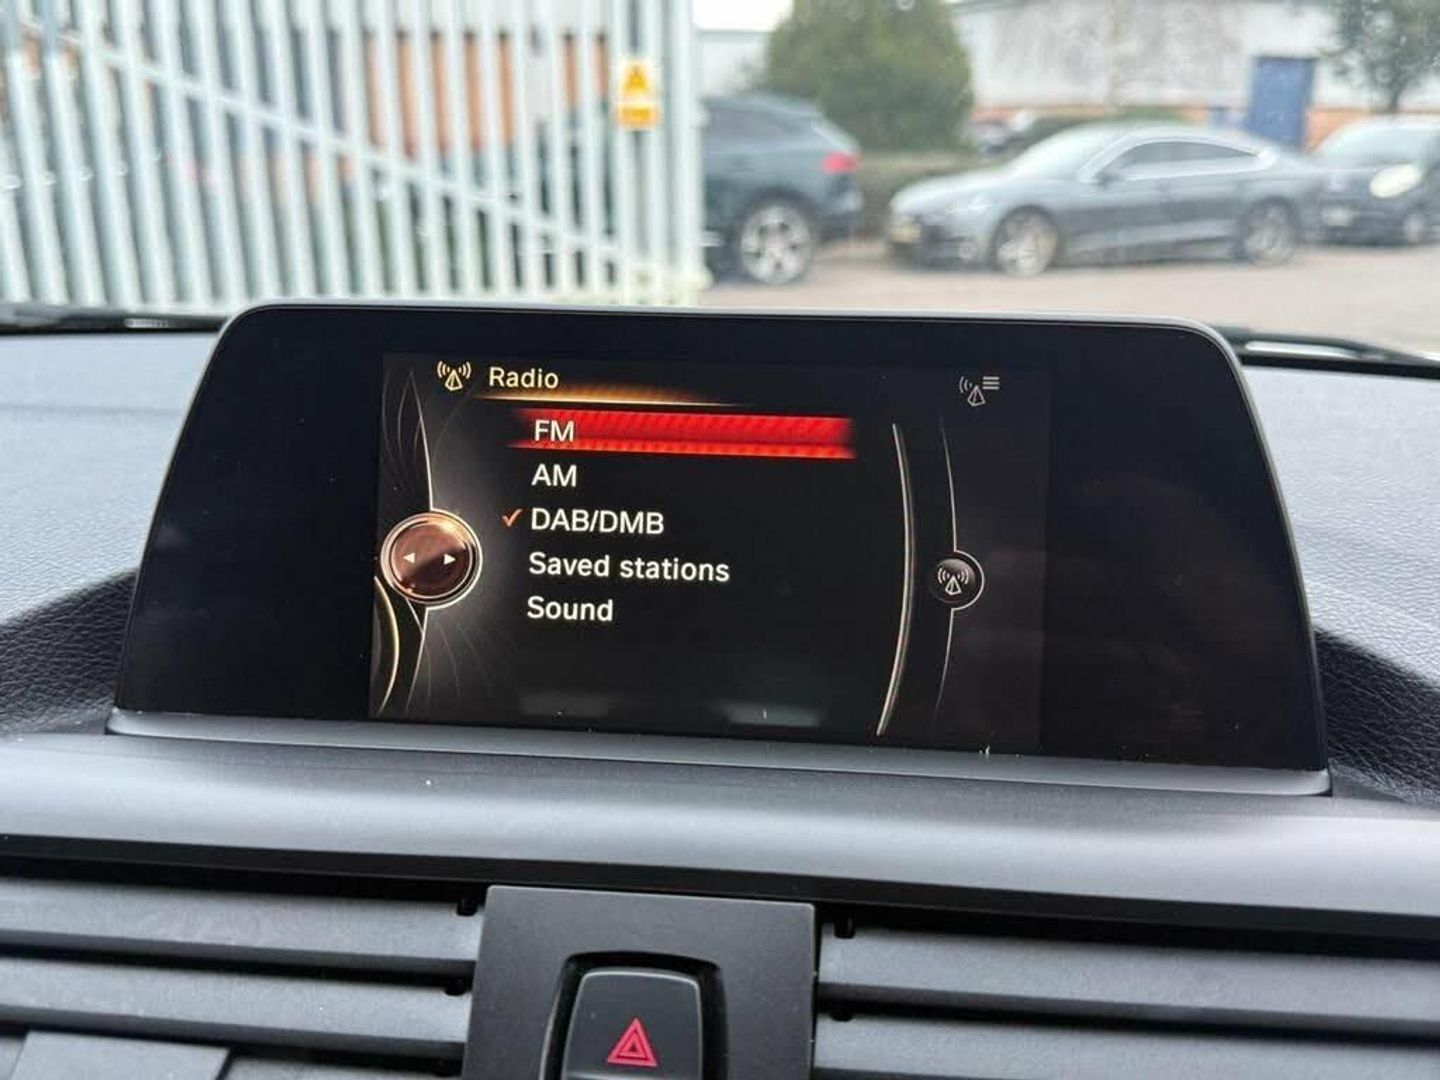 Radio
FM
AM
DAB/DMB
Saved stations
Sound